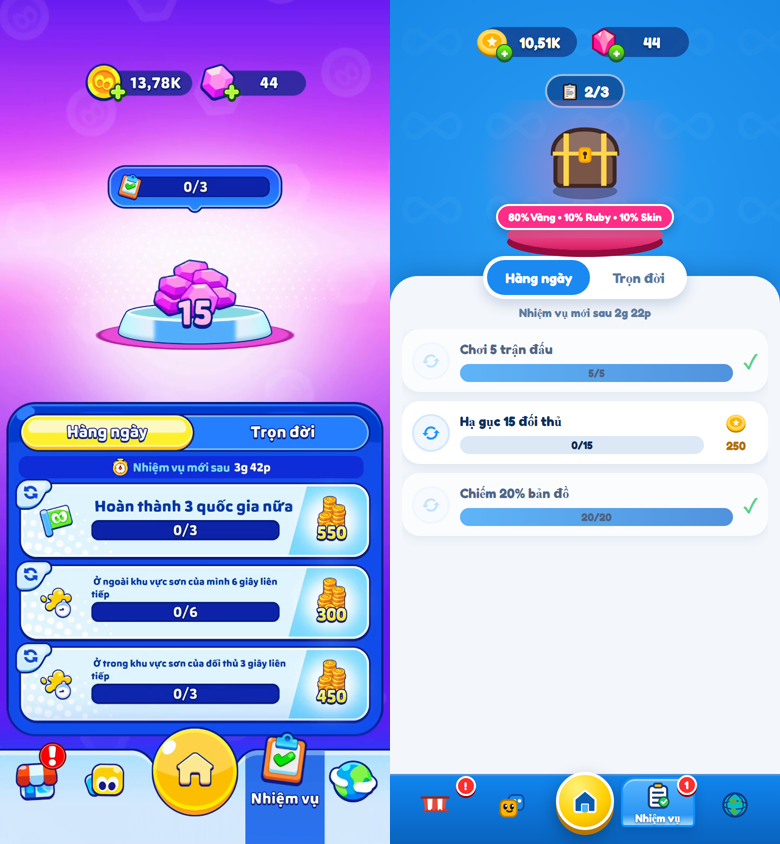 13,78K
44
0/3
15
Hàng ngày
Trọn đời
Nhiệm vụ mới sau 3g 42p
Hoàn thành 3 quốc gia nữa
0/3
550
Ở ngoài khu vực sơn của mình 6 giây liên
tiếp
0/6
300
Ở trong khu vực sơn của đối thủ 3 giây liên
tiếp
0/3
450
!
Nhiệm vụ
10,51K
44
2/3
80% Vàng • 10% Ruby • 10% Skin
Hàng ngày
Trọn đời
Nhiệm vụ mới sau 2g 22p
Chơi 5 trận đấu
5/5
Hạ gục 15 đối thủ
0/15
250
Chiếm 20% bản đồ
20/20
!
1
Nhiệm vụ